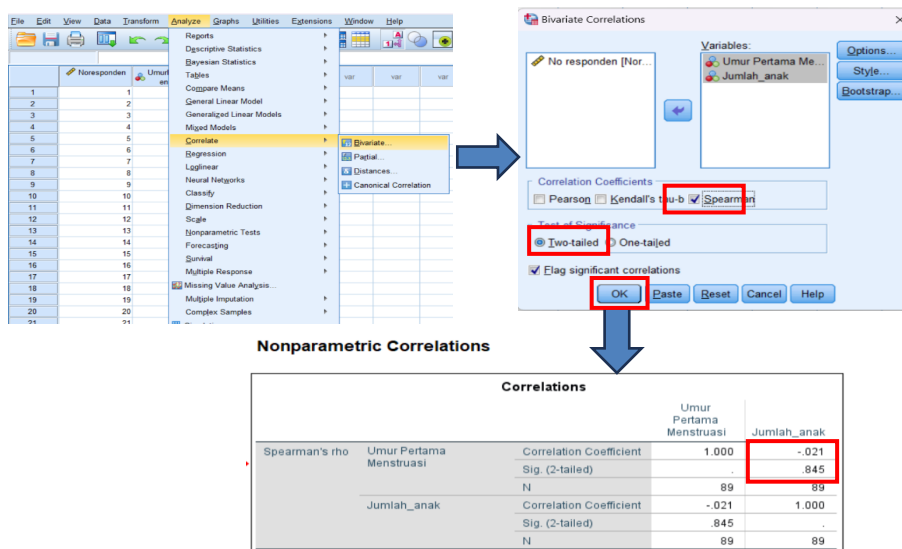 File Edit View Data Transform Analyze Graphs Utilities Extensions Window Help
Reports
Descriptive Statistics
Bayesian Statistics
Tables
Compare Means
General Linear Model
Generalized Linear Models
Mixed Models
Correlate
Regression
Loglinear
Neural Networks
Classify
Dimension Reduction
Scale
Nonparametric Tests
Forecasting
Survival
Multiple Response
Missing Value Analysis...
Multiple Imputation
Complex Samples
Bivariate...
Partial...
Distances...
Canonical Correlation
Noresponden
var var var
1 1
2 2
3 3
4 4
5 5
6 6
7 7
8 8
9 9
10 10
11 11
12 12
13 13
14 14
15 15
16 16
17 17
18 18
19 19
20 20
21 21
Bivariate Correlations
Variables:
No responden [Nor...
Umur Pertama Me...
Jumlah_anak
Options...
Style...
Bootstrap...
Correlation Coefficients
Pearson Kendall's tau-b Spearman
Test of Significance
Two-tailed One-tailed
Flag significant correlations
OK Paste Reset Cancel Help
Nonparametric Correlations
Correlations
Umur
Pertama
Menstruasi Jumlah_anak
Spearman's rho Umur Pertama Menstruasi Correlation Coefficient 1.000 -.021
Sig. (2-tailed) . .845
N 89 89
Jumlah_anak Correlation Coefficient -.021 1.000
Sig. (2-tailed) .845 .
N 89 89